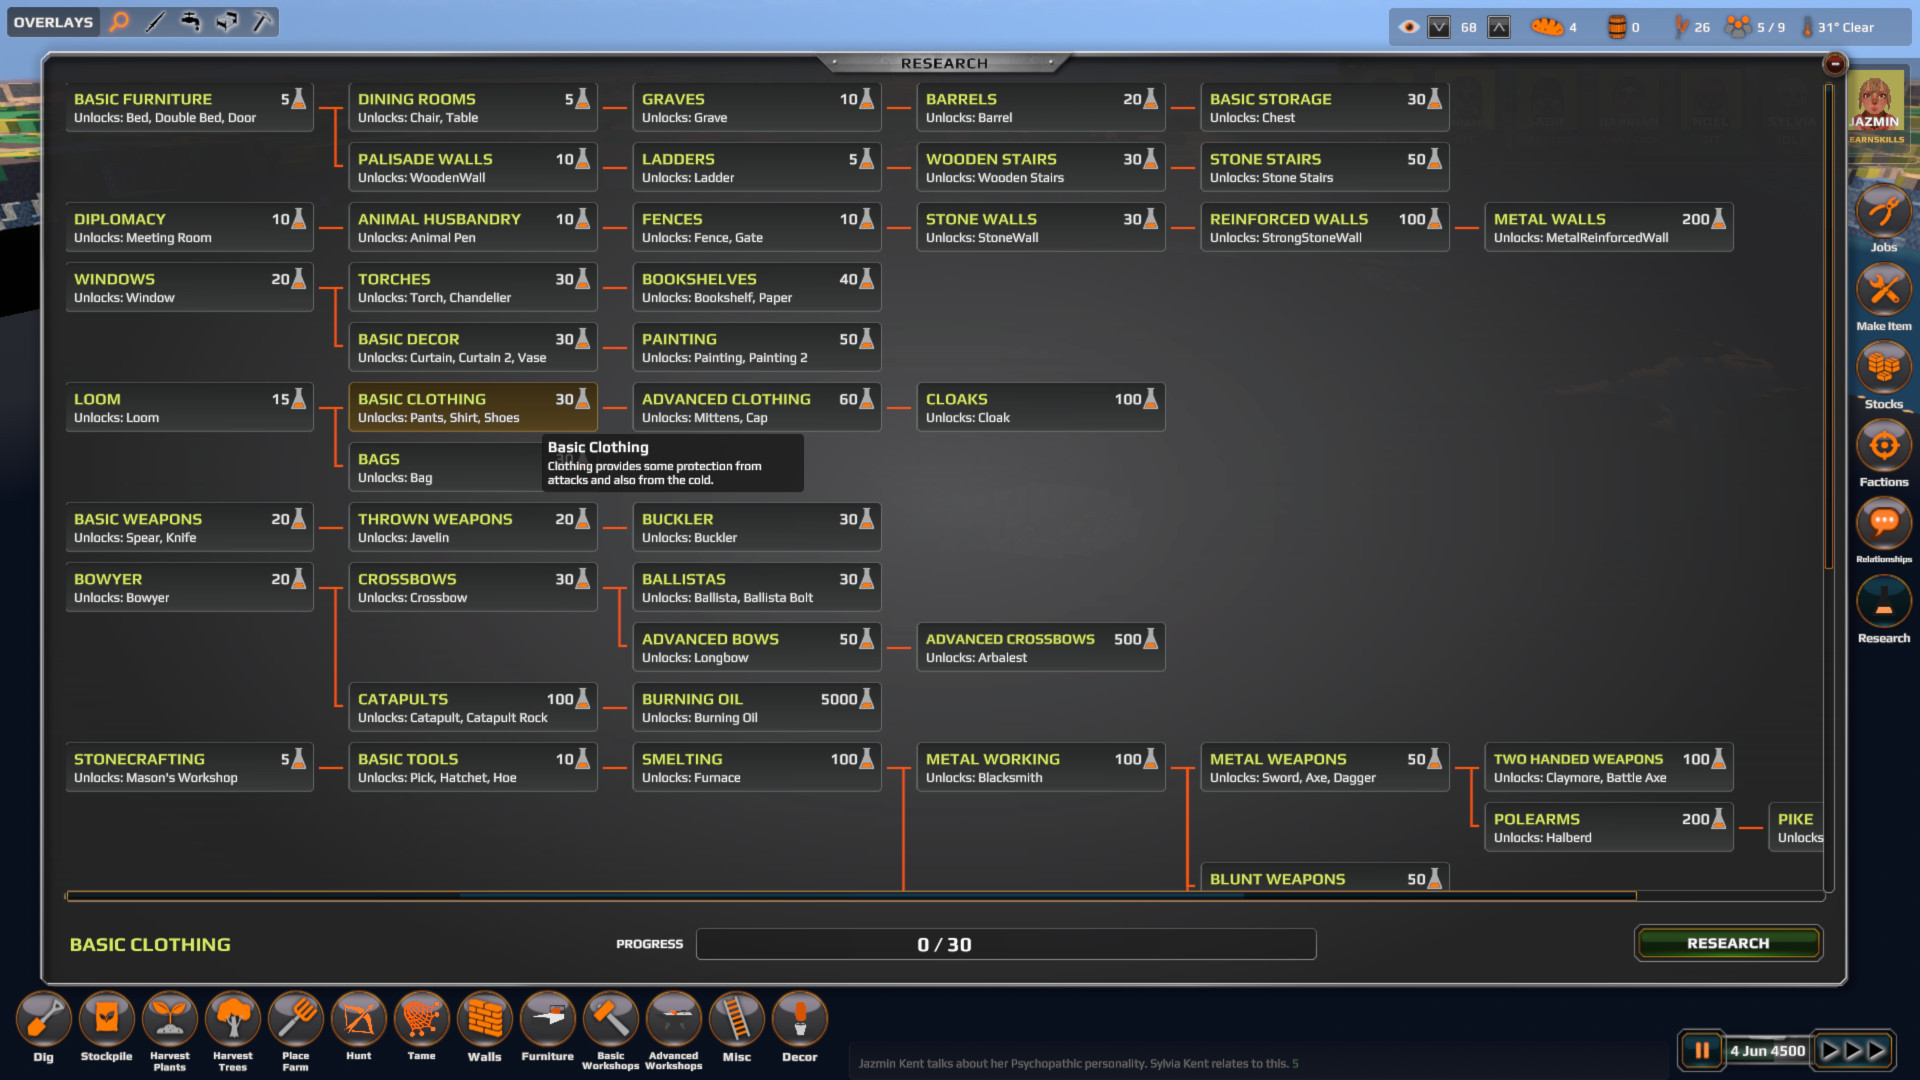 OVERLAYS
68
4
0
26
5 / 9
31° Clear
RESEARCH
BASIC FURNITURE 5
Unlocks: Bed, Double Bed, Door
DINING ROOMS 5
Unlocks: Chair, Table
GRAVES 10
Unlocks: Grave
BARRELS 20
Unlocks: Barrel
BASIC STORAGE 30
Unlocks: Chest
PALISADE WALLS 10
Unlocks: WoodenWall
LADDERS 5
Unlocks: Ladder
WOODEN STAIRS 30
Unlocks: Wooden Stairs
STONE STAIRS 50
Unlocks: Stone Stairs
DIPLOMACY 10
Unlocks: Meeting Room
ANIMAL HUSBANDRY 10
Unlocks: Animal Pen
FENCES 10
Unlocks: Fence, Gate
STONE WALLS 30
Unlocks: StoneWall
REINFORCED WALLS 100
Unlocks: StrongStoneWall
METAL WALLS 200
Unlocks: MetalReinforcedWall
WINDOWS 20
Unlocks: Window
TORCHES 30
Unlocks: Torch, Chandelier
BOOKSHELVES 40
Unlocks: Bookshelf, Paper
BASIC DECOR 30
Unlocks: Curtain, Curtain 2, Vase
PAINTING 50
Unlocks: Painting, Painting 2
LOOM 15
Unlocks: Loom
BASIC CLOTHING 30
Unlocks: Pants, Shirt, Shoes
ADVANCED CLOTHING 60
Unlocks: Mittens, Cap
CLOAKS 100
Unlocks: Cloak
BAGS
Unlocks: Bag
Basic Clothing
Clothing provides some protection from
attacks and also from the cold.
BASIC WEAPONS 20
Unlocks: Spear, Knife
THROWN WEAPONS 20
Unlocks: Javelin
BUCKLER 30
Unlocks: Buckler
BOWYER 20
Unlocks: Bowyer
CROSSBOWS 30
Unlocks: Crossbow
BALLISTAS 30
Unlocks: Ballista, Ballista Bolt
ADVANCED BOWS 50
Unlocks: Longbow
ADVANCED CROSSBOWS 500
Unlocks: Arbalest
CATAPULTS 100
Unlocks: Catapult, Catapult Rock
BURNING OIL 5000
Unlocks: Burning Oil
STONECRAFTING 5
Unlocks: Mason's Workshop
BASIC TOOLS 10
Unlocks: Pick, Hatchet, Hoe
SMELTING 100
Unlocks: Furnace
METAL WORKING 100
Unlocks: Blacksmith
METAL WEAPONS 50
Unlocks: Sword, Axe, Dagger
TWO HANDED WEAPONS 100
Unlocks: Claymore, Battle Axe
POLEARMS 200
Unlocks: Halberd
PIKE
Unlocks
BLUNT WEAPONS 50
BASIC CLOTHING
PROGRESS
0 / 30
RESEARCH
JAZMIN
EARNSKILLS
Jobs
Make Item
Stocks
Factions
Relationships
Research
Dig
Stockpile
Harvest
Plants
Harvest
Trees
Place
Farm
Hunt
Tame
Walls
Furniture
Basic
Workshops
Advanced
Workshops
Misc
Decor
Jazmin Kent talks about her Psychopathic personality. Sylvia Kent relates to this. 5
4 Jun 4500